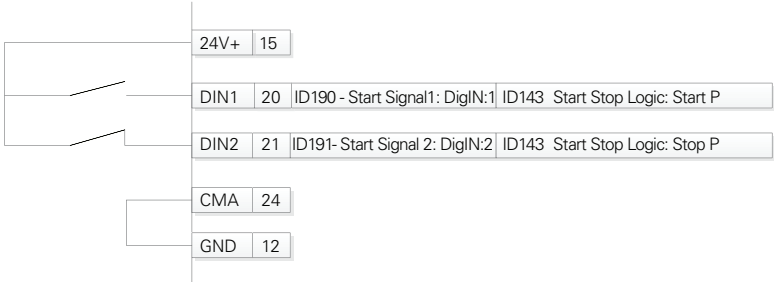 24V+ 15
DIN1 20 ID190 - Start Signal1: DigIN:1 ID143 Start Stop Logic: Start P
DIN2 21 ID191- Start Signal 2: DigIN:2 ID143 Start Stop Logic: Stop P
CMA 24
GND 12